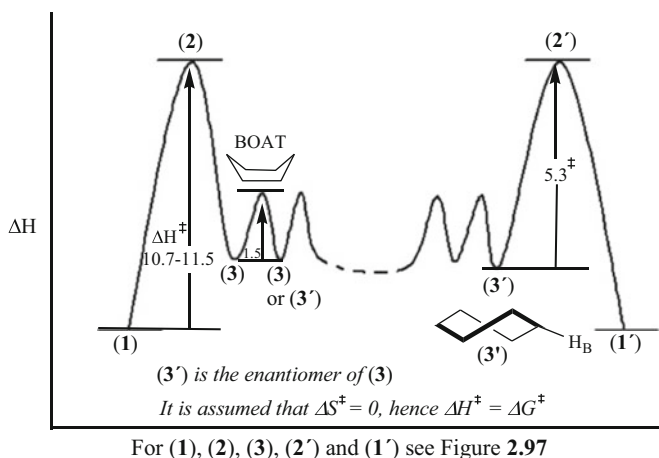 (2)
(2´)
BOAT
5.3‡
ΔH
ΔH‡
10.7-11.5
1.5
(3)
(3)
or (3´)
(3´)
(1)
(3')
HB
(1´)
(3´) is the enantiomer of (3)
It is assumed that ΔS‡ = 0, hence ΔH‡ = ΔG‡
For (1), (2), (3), (2´) and (1´) see Figure 2.97